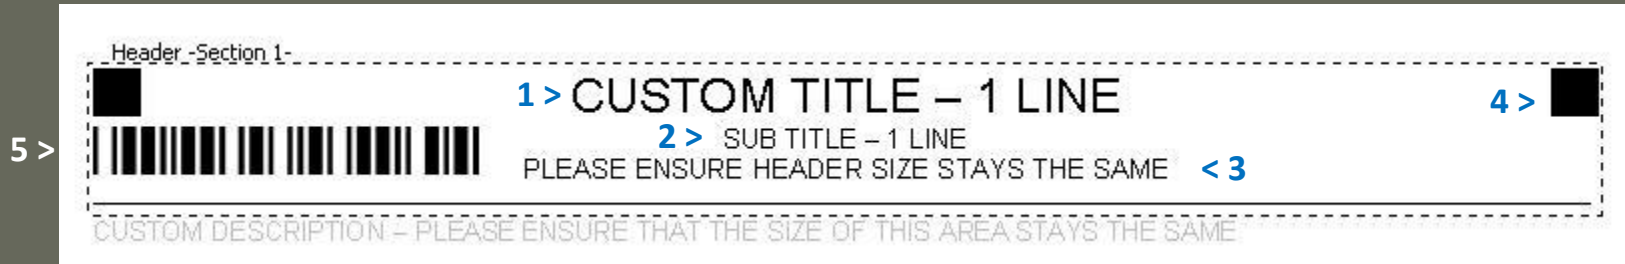 Header -Section 1-
1 > CUSTOM TITLE – 1 LINE 4 >
2 > SUB TITLE – 1 LINE
5 >
PLEASE ENSURE HEADER SIZE STAYS THE SAME < 3
CUSTOM DESCRIPTION – PLEASE ENSURE THAT THE SIZE OF THIS AREA STAYS THE SAME